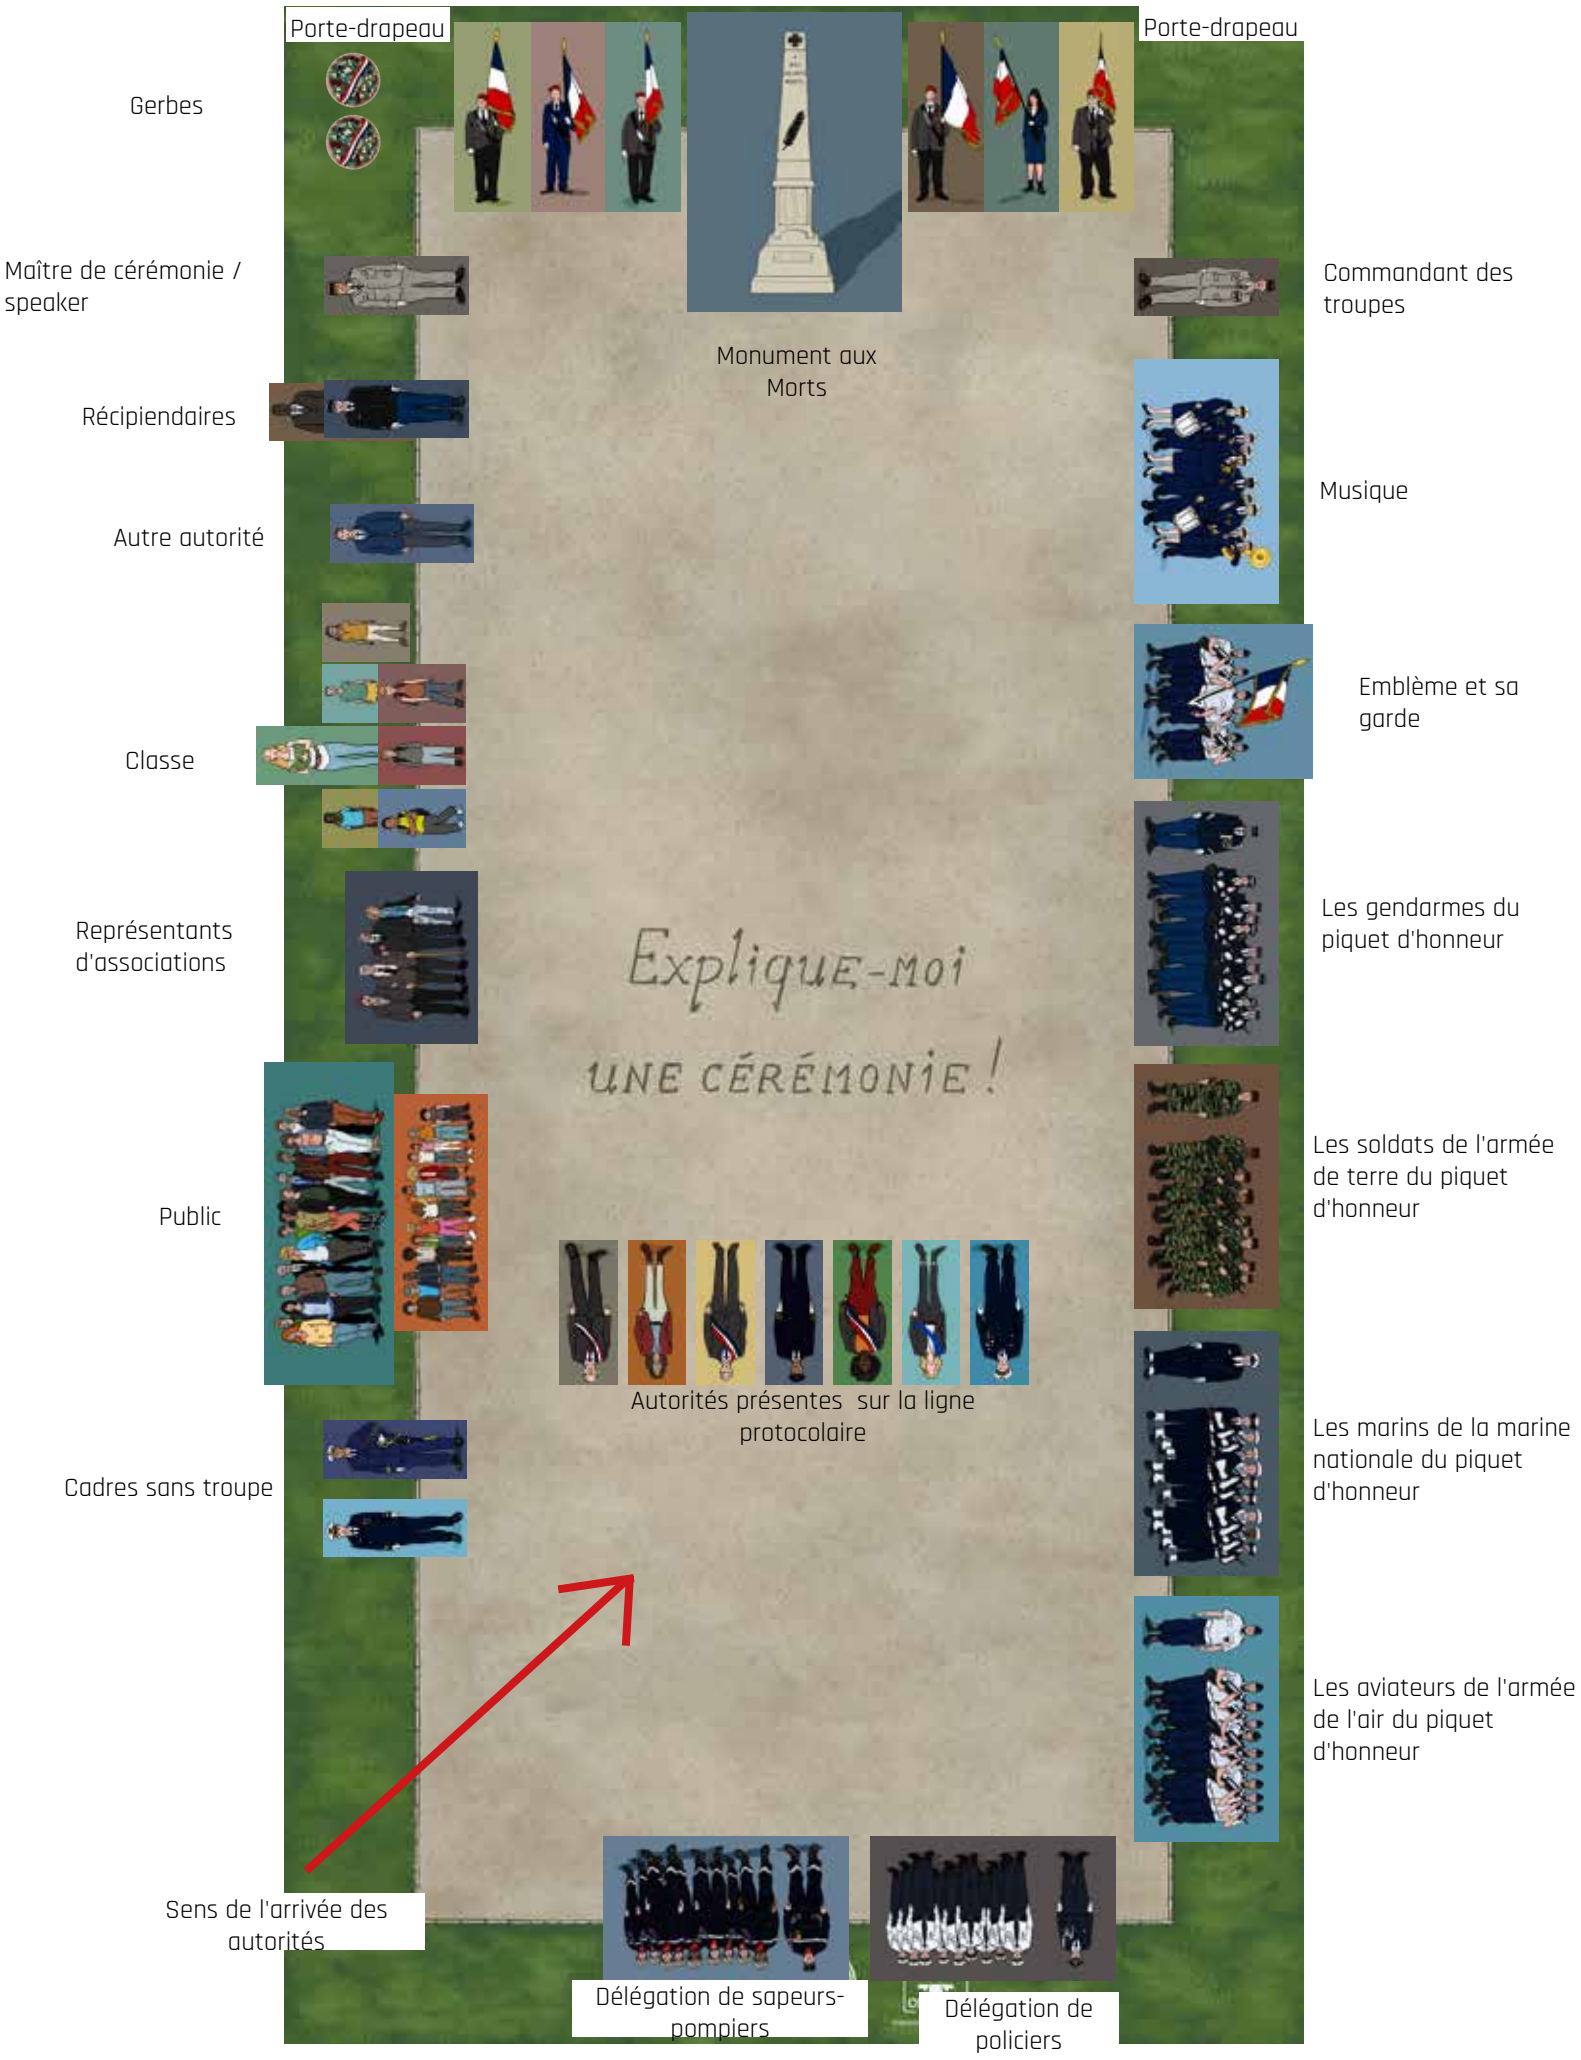 Porte-drapeau
Porte-drapeau
Gerbes
Maître de cérémonie /
speaker
Commandant des
troupes
Monument aux
Morts
Récipiendaires
Musique
Autre autorité
Emblème et sa
garde
Classe
Les gendarmes du
piquet d'honneur
Représentants
d'associations
Explique-moi
une cérémonie !
Les soldats de l'armée
de terre du piquet
d'honneur
Public
Autorités présentes sur la ligne
protocolaire
Les marins de la marine
nationale du piquet
d'honneur
Cadres sans troupe
Les aviateurs de l'armée
de l'air du piquet
d'honneur
Sens de l'arrivée des
autorités
Délégation de sapeurs-
pompiers
Délégation de
policiers